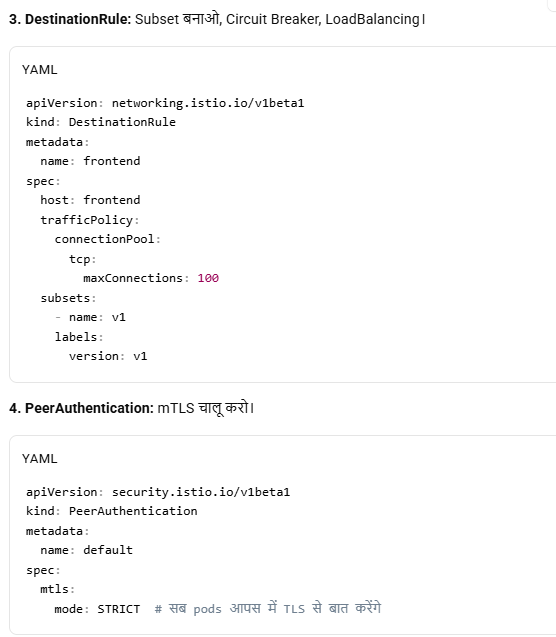 3. DestinationRule: Subset बनाओ, Circuit Breaker, LoadBalancing।
YAML
apiVersion: networking.istio.io/v1beta1
kind: DestinationRule
metadata:
  name: frontend
spec:
  host: frontend
  trafficPolicy:
    connectionPool:
      tcp:
        maxConnections: 100
  subsets:
    - name: v1
    labels:
      version: v1
4. PeerAuthentication: mTLS चालू करो।
YAML
apiVersion: security.istio.io/v1beta1
kind: PeerAuthentication
metadata:
  name: default
spec:
  mtls:
    mode: STRICT  # सब pods आपस में TLS से बात करेंगे